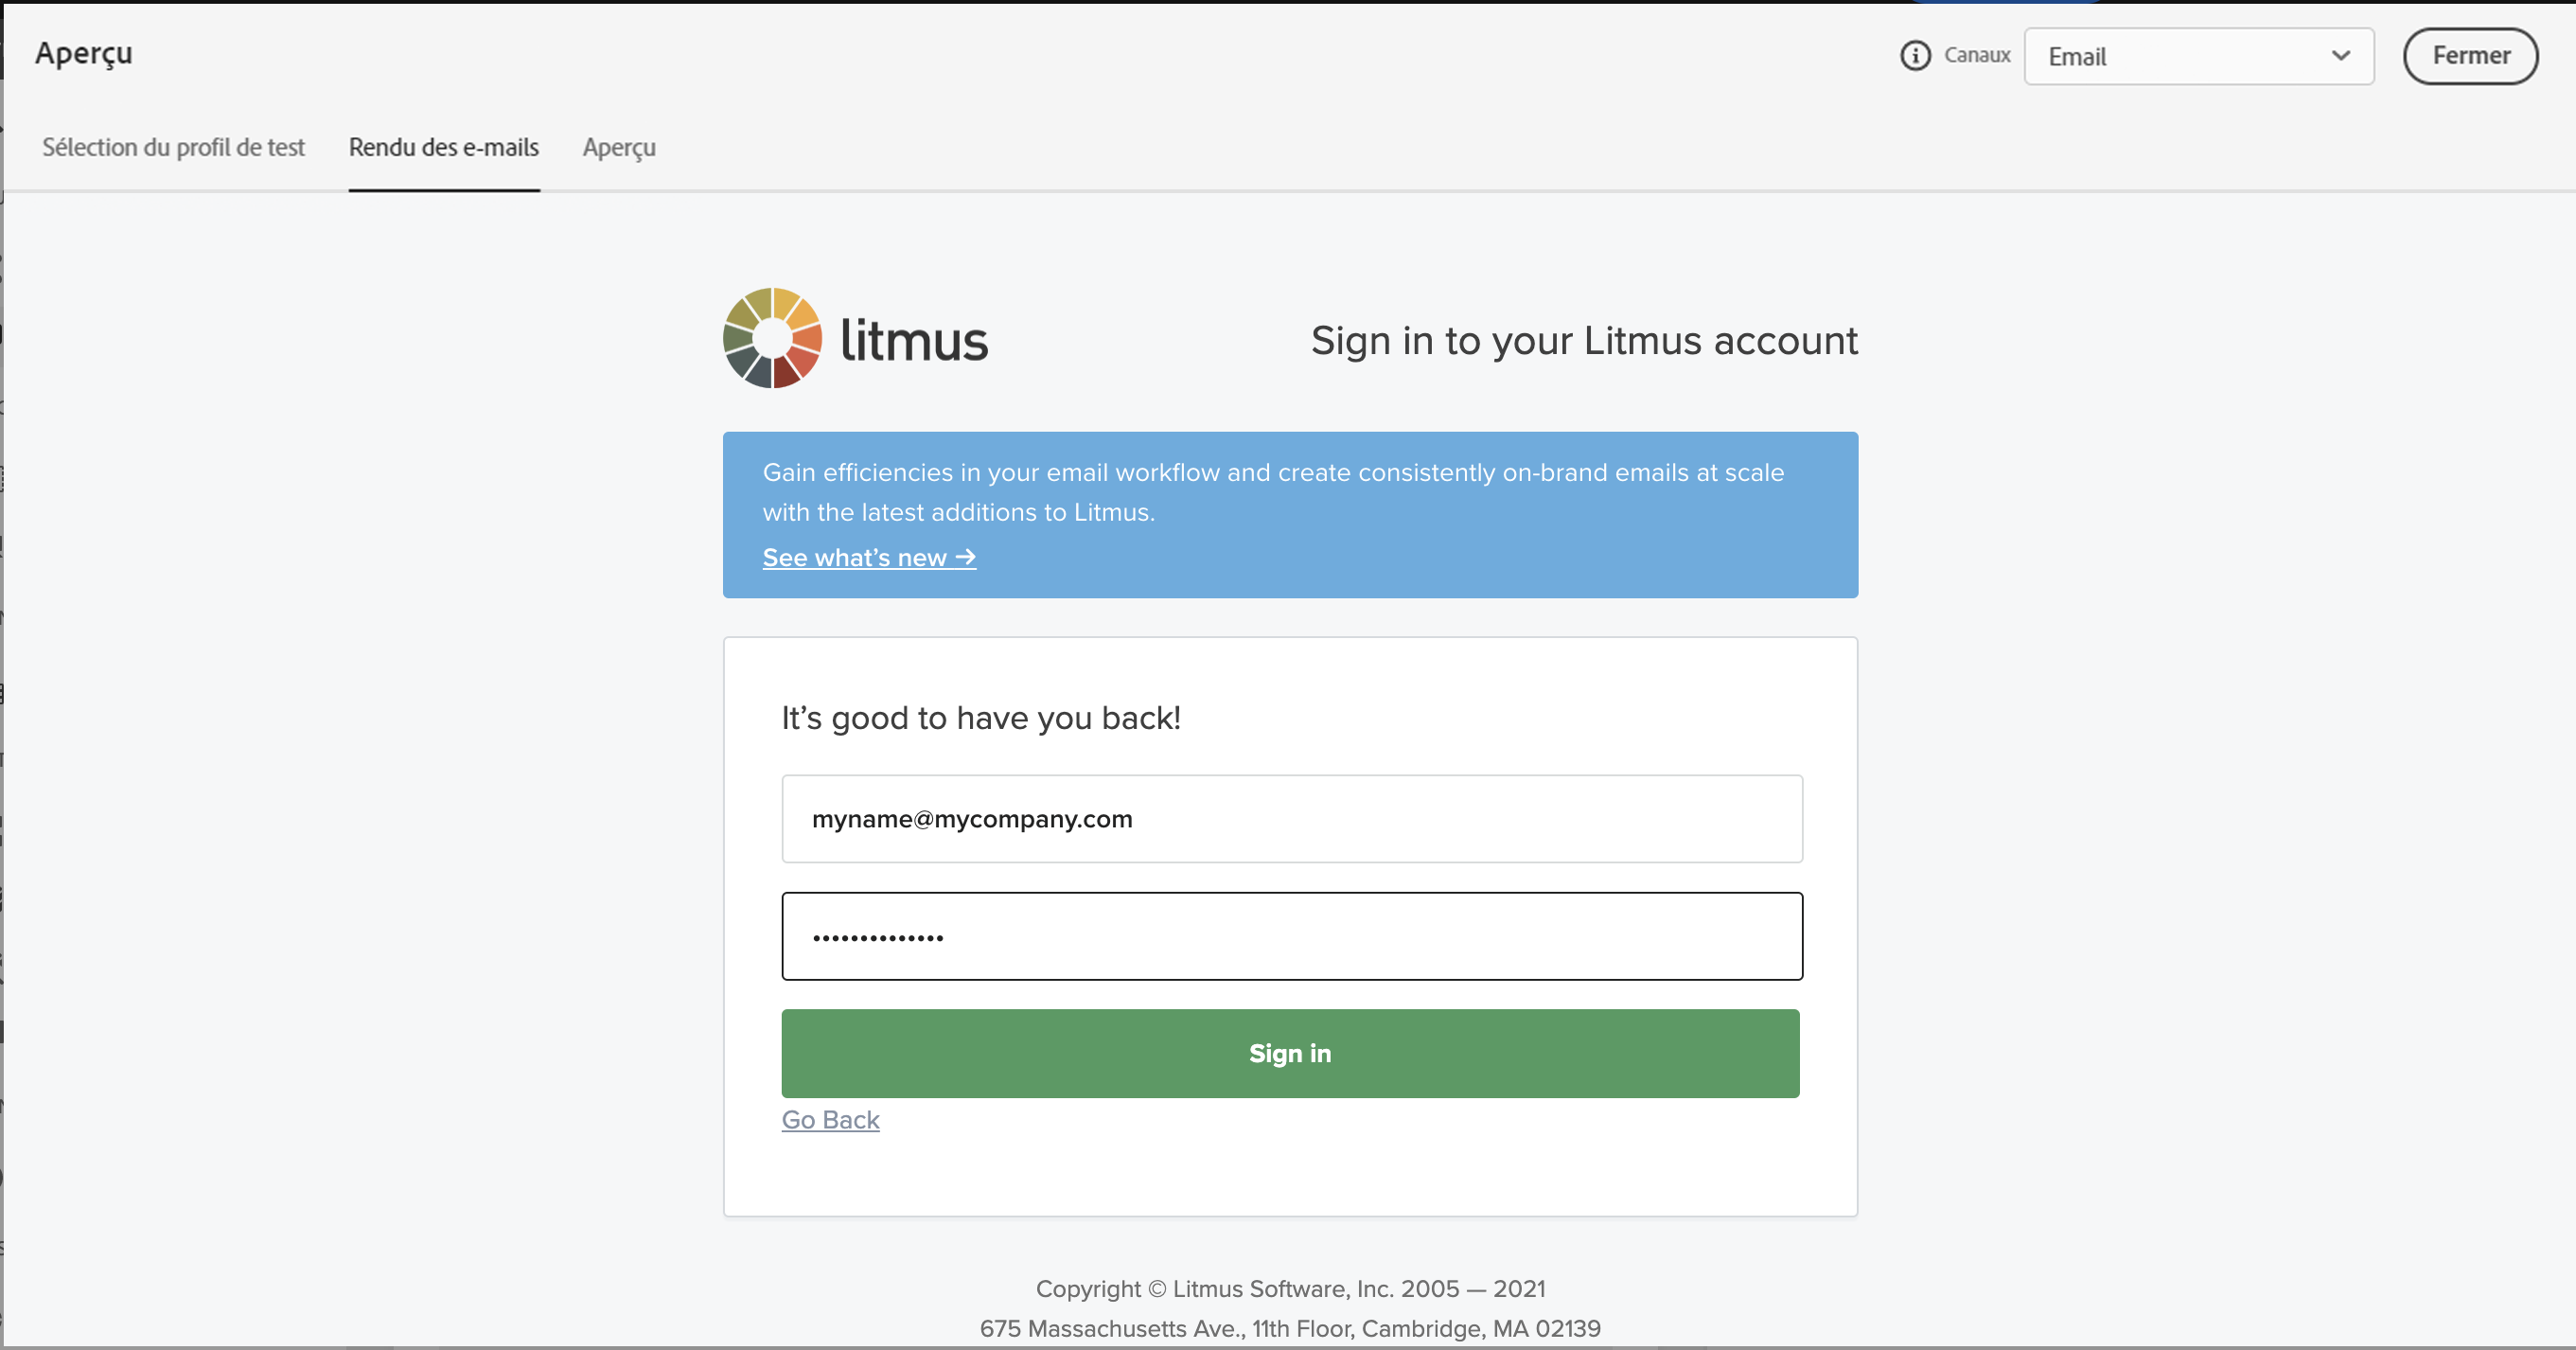 Aperçu
Canaux
Email
Fermer
Sélection du profil de test
Rendu des e-mails
Aperçu
litmus
Sign in to your Litmus account
Gain efficiencies in your email workflow and create consistently on-brand emails at scale
with the latest additions to Litmus.
See what’s new →
It’s good to have you back!
myname@mycompany.com
••••••••••••••
Sign in
Go Back
Copyright © Litmus Software, Inc. 2005 — 2021
675 Massachusetts Ave., 11th Floor, Cambridge, MA 02139